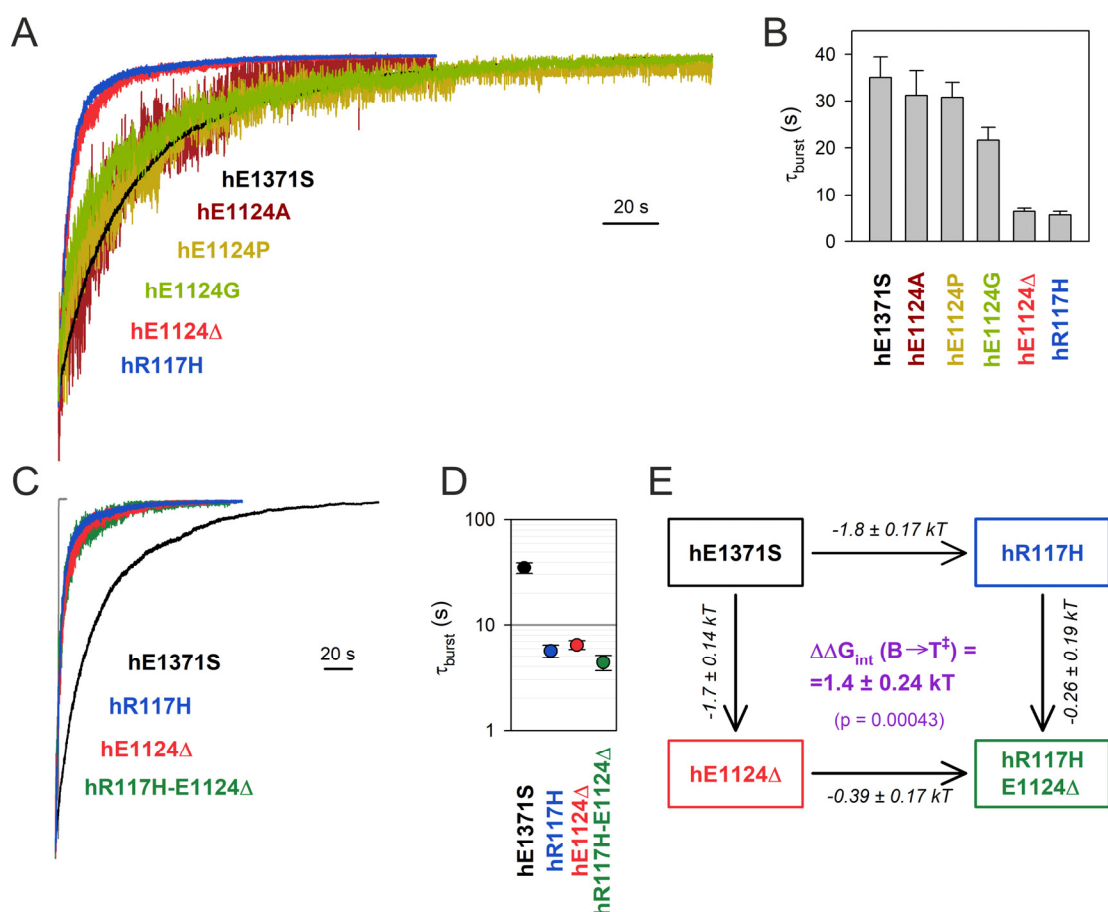 A
hE1371S
hE1124A
hE1124P
hE1124G
hE1124Δ
hR117H
20 s
B
τburst (s)
40
30
20
10
0
hE1371S
hE1124A
hE1124P
hE1124G
hE1124Δ
hR117H
C
hE1371S
hR117H
hE1124Δ
hR117H-E1124Δ
20 s
D
τburst (s)
100
10
1
hE1371S
hR117H
hE1124Δ
hR117H-E1124Δ
E
hE1371S
-1.8 ± 0.17 kT
hR117H
-1.7 ± 0.14 kT
ΔΔGint (B→T‡) =
=1.4 ± 0.24 kT
(p = 0.00043)
-0.26 ± 0.19 kT
hE1124Δ
-0.39 ± 0.17 kT
hR117H
E1124Δ